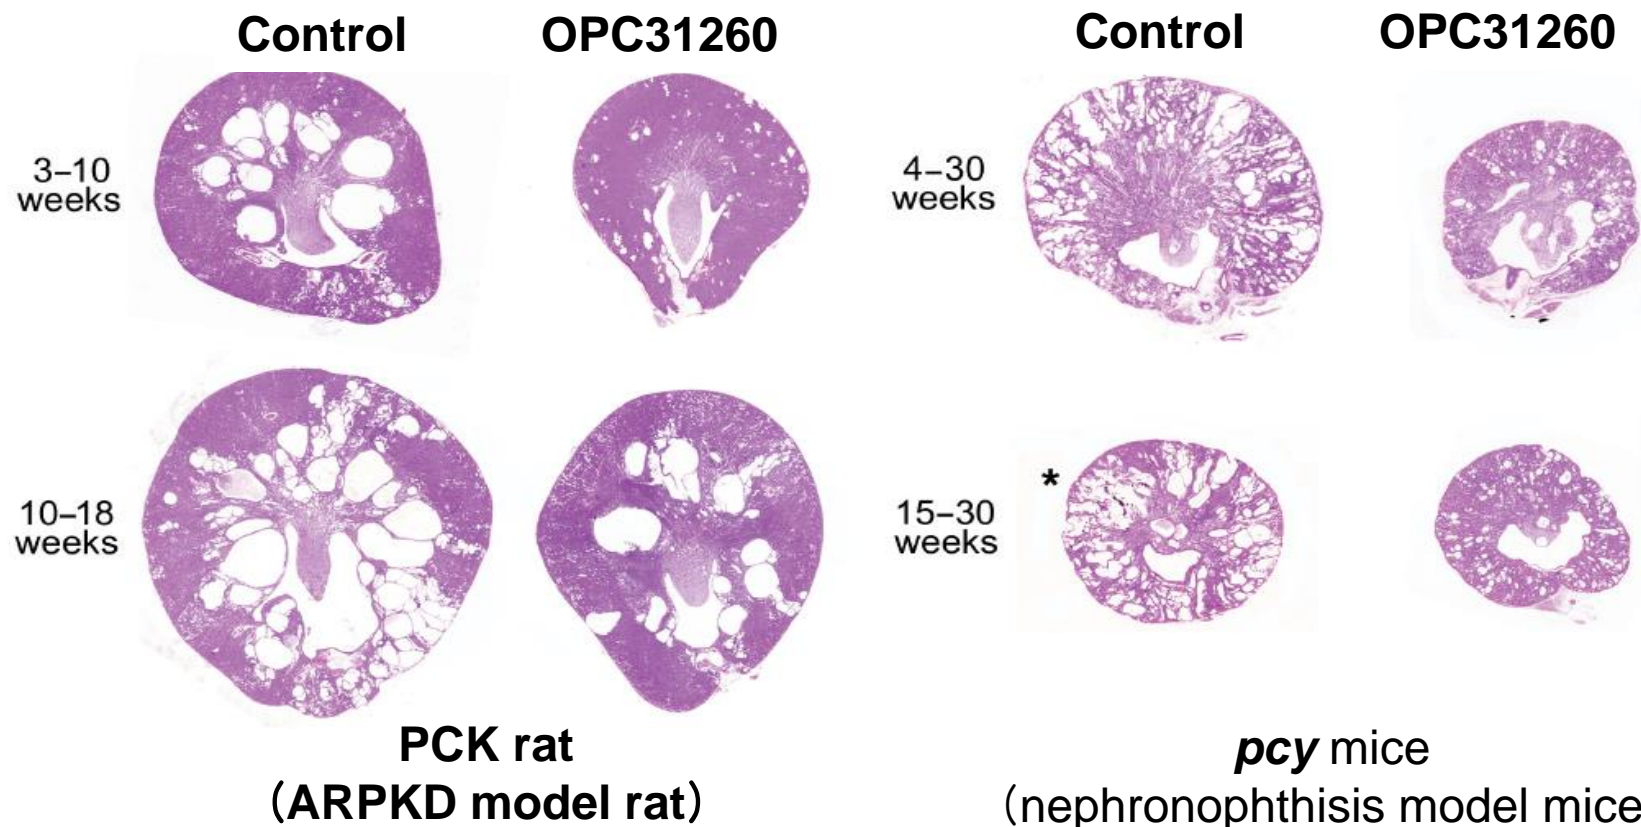 Control OPC31260 Control OPC31260
3–10
weeks
4–30
weeks
10–18
weeks
*
15–30
weeks
PCK rat
（ARPKD model rat）
pcy mice
（nephronophthisis model mice